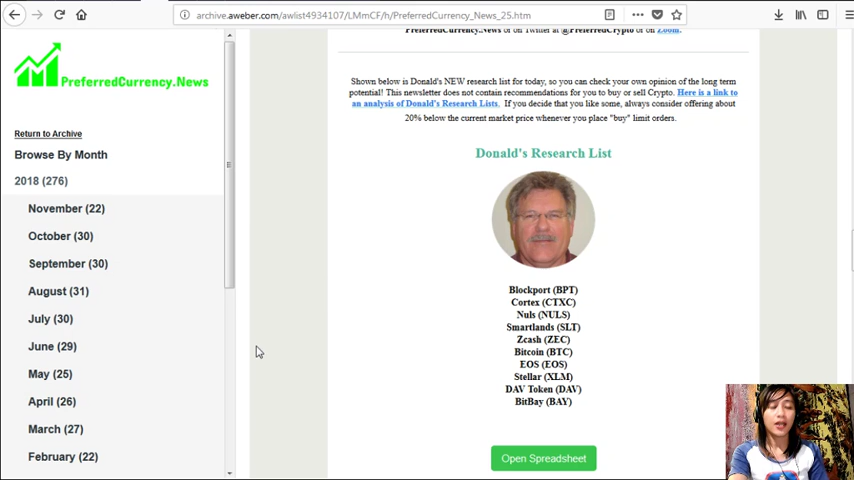 archive.aweber.com/awlist4934107/LMmCF/h/PreferredCurrency_News_25.htm
PreferredCurrency.News
Return to Archive
Browse By Month
2018 (276)
November (22)
October (30)
September (30)
August (31)
July (30)
June (29)
May (25)
April (26)
March (27)
February (22)
PreferredCurrency.News or on Twitter at @PreferredCrypto or on Zoom.
Shown below is Donald's NEW research list for today, so you can check your own opinion of the long term
potential! This newsletter does not contain recommendations for you to buy or sell Crypto. Here is a link to
an analysis of Donald's Research Lists. If you decide that you like some, always consider offering about
20% below the current market price whenever you place "buy" limit orders.
Donald's Research List
Blockport (BPT)
Cortex (CTXC)
Nuls (NULS)
Smartlands (SLT)
Zcash (ZEC)
Bitcoin (BTC)
EOS (EOS)
Stellar (XLM)
DAV Token (DAV)
BitBay (BAY)
Open Spreadsheet